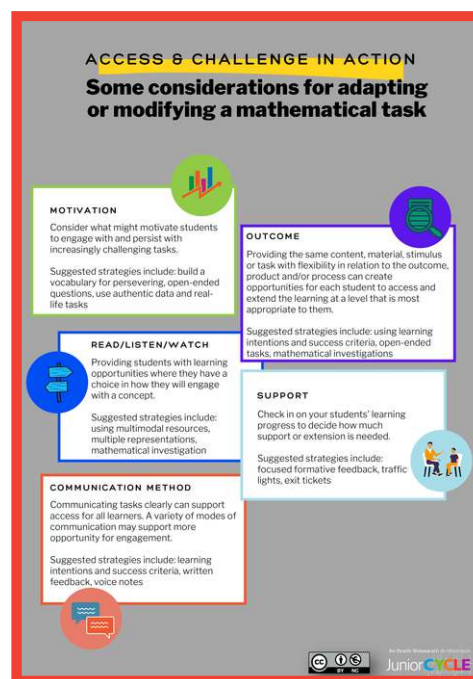 ACCESS & CHALLENGE IN ACTION
Some considerations for adapting
or modifying a mathematical task
MOTIVATION
Consider what might motivate students
to engage with and persist with
increasingly challenging tasks.
Suggested strategies include: build a
vocabulary for persevering, open-ended
questions, use authentic data and real-
life tasks
OUTCOME
Providing the same content, material, stimulus
or task with flexibility in relation to the outcome,
product and/or process can create
opportunities for each student to access and
extend the learning at a level that is most
appropriate to them.
Suggested strategies include: using learning
intentions and success criteria, open-ended
tasks, mathematical investigations
READ/LISTEN/WATCH
Providing students with learning
opportunities where they have a
choice in how they will engage
with a concept.
Suggested strategies include:
using multimodal resources,
multiple representations,
mathematical investigation
SUPPORT
Check in on your students' learning
progress to decide how much
support or extension is needed.
Suggested strategies include:
focused formative feedback, traffic
lights, exit tickets
COMMUNICATION METHOD
Communicating tasks clearly can support
access for all learners. A variety of modes of
communication may support more
opportunity for engagement.
Suggested strategies include: learning
intentions and success criteria, written
feedback, voice notes
cc
BY NC
JuniorCYCLE